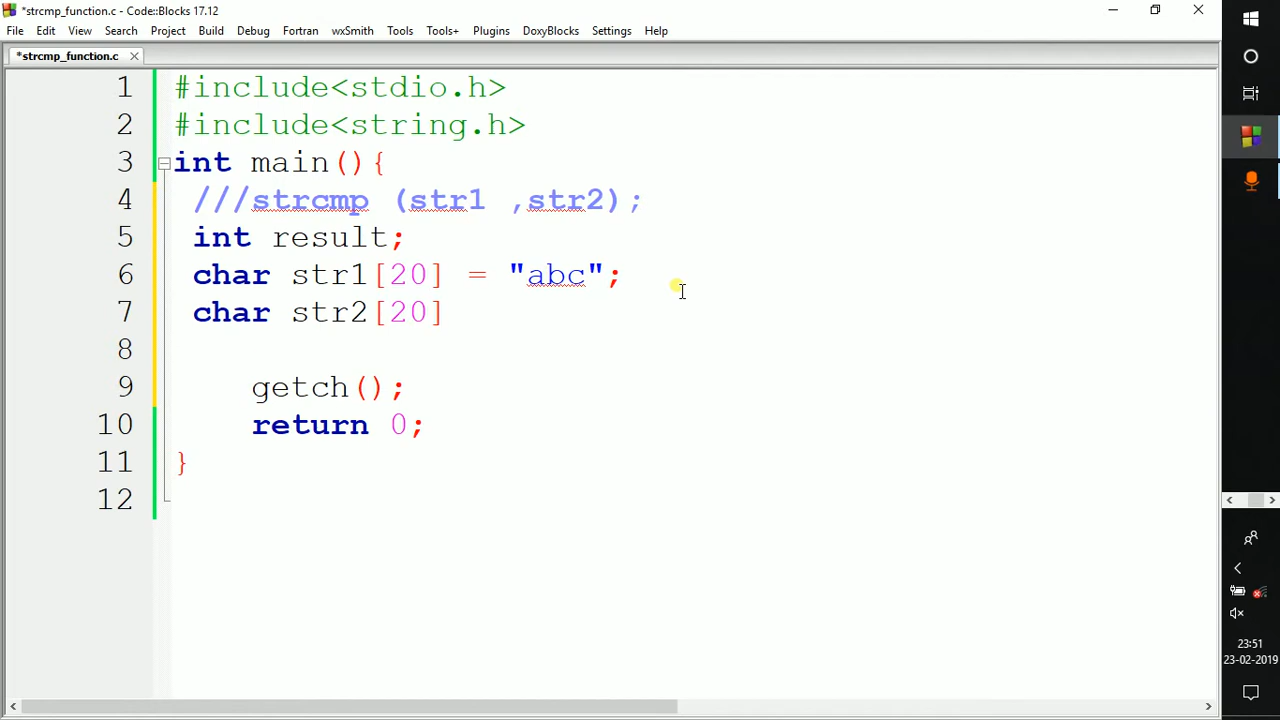 *strcmp_function.c - Code::Blocks 17.12
File Edit View Search Project Build Debug Fortran wxSmith Tools Tools+ Plugins DoxyBlocks Settings Help
*strcmp_function.c
1 #include<stdio.h>
2 #include<string.h>
3 int main(){
4 ///strcmp (str1 ,str2);
5 int result;
6 char str1[20] = "abc";
7 char str2[20]
8
9 getch();
10 return 0;
11 }
12
23:51
23-02-2019